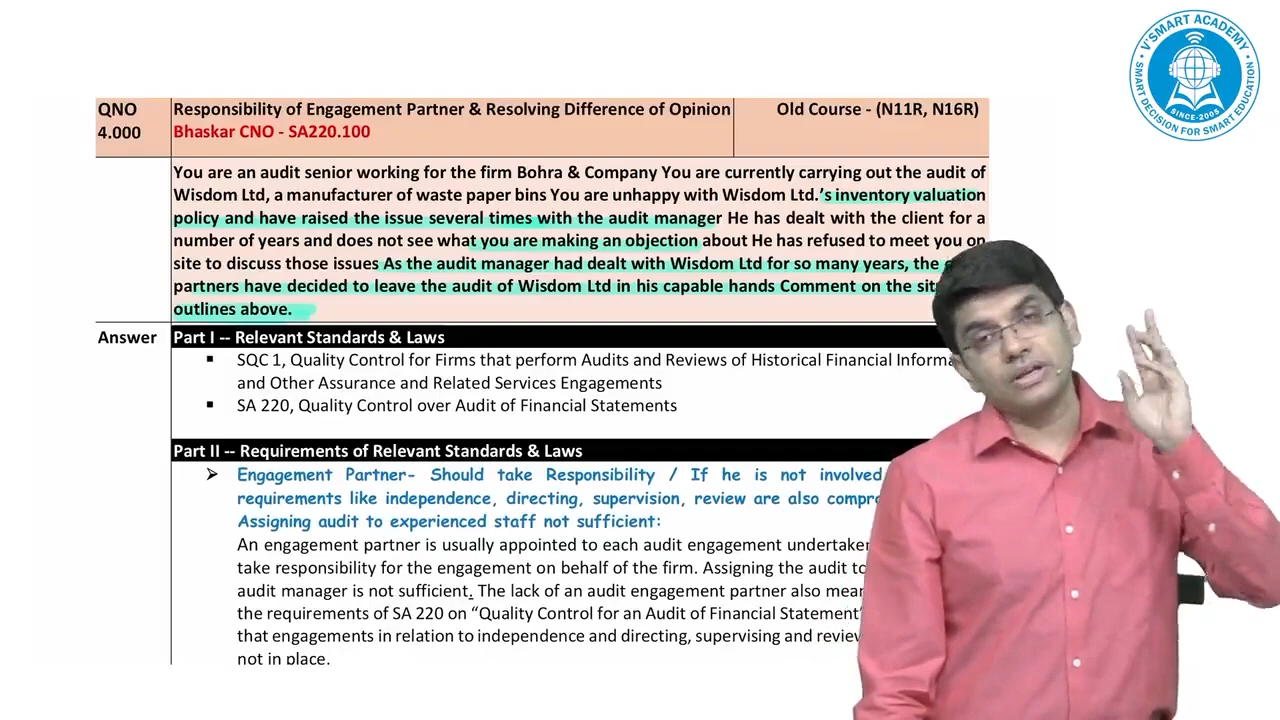 V'SMART ACADEMY
SMART DECISION FOR SMART EDUCATION
SINCE-2005
QNO 4.000
Responsibility of Engagement Partner & Resolving Difference of Opinion
Bhaskar CNO - SA220.100
Old Course - (N11R, N16R)
You are an audit senior working for the firm Bohra & Company You are currently carrying out the audit of
Wisdom Ltd, a manufacturer of waste paper bins You are unhappy with Wisdom Ltd.'s inventory valuation
policy and have raised the issue several times with the audit manager He has dealt with the client for a
number of years and does not see what you are making an objection about He has refused to meet you on
site to discuss those issues As the audit manager had dealt with Wisdom Ltd for so many years, the
partners have decided to leave the audit of Wisdom Ltd in his capable hands Comment on the
outlines above.
Answer
Part I -- Relevant Standards & Laws
▪ SQC 1, Quality Control for Firms that perform Audits and Reviews of Historical Financial
and Other Assurance and Related Services Engagements
▪ SA 220, Quality Control over Audit of Financial Statements
Part II -- Requirements of Relevant Standards & Laws
➢ Engagement Partner- Should take Responsibility / If he is not involved
requirements like independence, directing, supervision, review are also
Assigning audit to experienced staff not sufficient:
An engagement partner is usually appointed to each audit engagement
take responsibility for the engagement on behalf of the firm. Assigning the audit
audit manager is not sufficient. The lack of an audit engagement partner also
the requirements of SA 220 on “Quality Control for an Audit of Financial Statement”
that engagements in relation to independence and directing, supervising and
not in place.